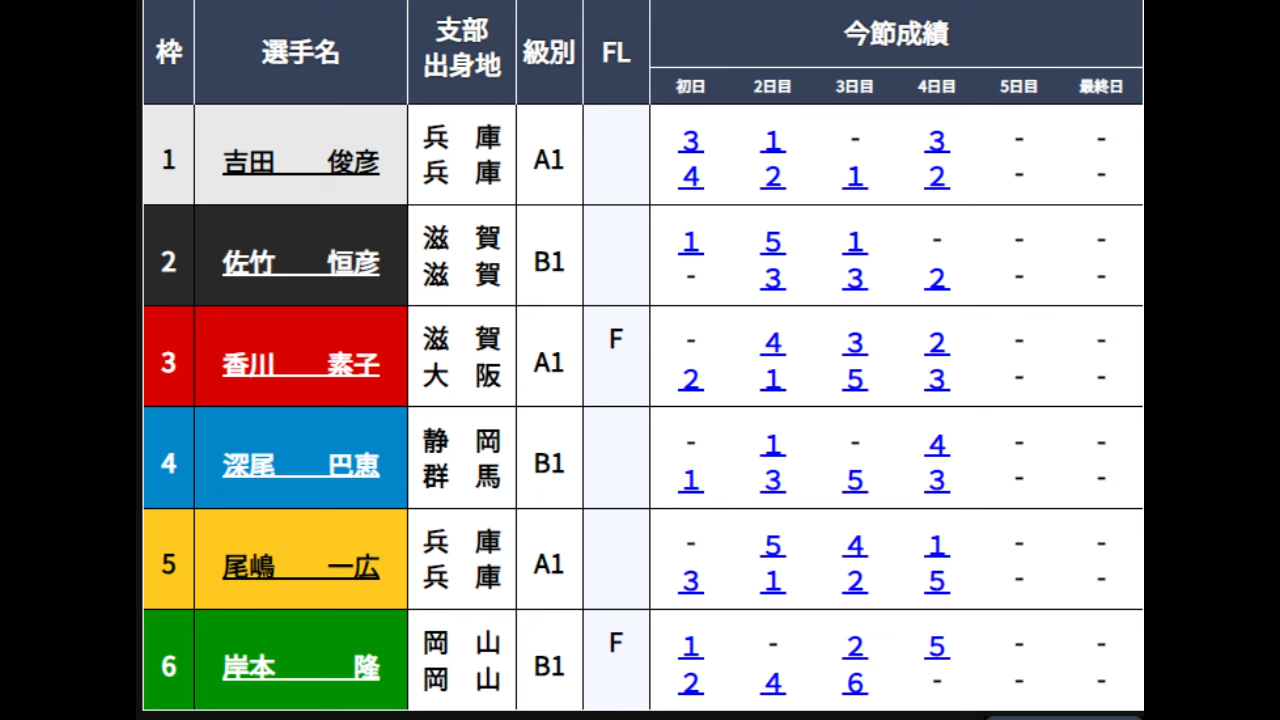 枠 選手名 支部 出身地 級別 FL 今節成績
初日 2日目 3日目 4日目 5日目 最終日
1 吉田 俊彦 兵庫 A1 3 1 - 3 - -
兵庫 4 2 1 2 - -
2 佐竹 恒彦 滋賀 B1 1 5 1 - - -
滋賀 - 3 3 2 - -
3 香川 素子 滋賀 A1 F - 4 3 2 - -
大阪 2 1 5 3 - -
4 深尾 巴恵 静岡 B1 - 1 - 4 - -
群馬 1 3 5 3 - -
5 尾嶋 一広 兵庫 A1 - 5 4 1 - -
兵庫 3 1 2 5 - -
6 岸本 隆 岡山 B1 F 1 - 2 5 - -
岡山 2 4 6 - - -